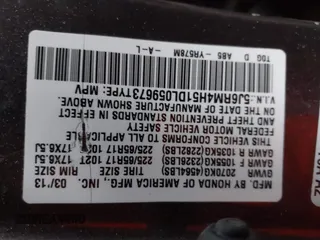 MFD. BY HONDA OF AMERICA MFG., INC. 03/13
GVWR 2070KG(4564LBS) TIRE SIZE RIM SIZE
GAWR F 1035KG(2282LBS) 225/65R17 102T 17X6.5J
GAWR R 1035KG(2282LBS) 225/65R17 102T 17X6.5J
THIS VEHICLE CONFORMS TO ALL APPLICABLE
FEDERAL MOTOR VEHICLE SAFETY
AND THEFT PREVENTION STANDARDS IN EFFECT
ON THE DATE OF MANUFACTURE SHOWN ABOVE.
V.I.N.:5J6RM4H51DL059673 TYPE:MPV
T0G D AB6 -YR578M -A-L